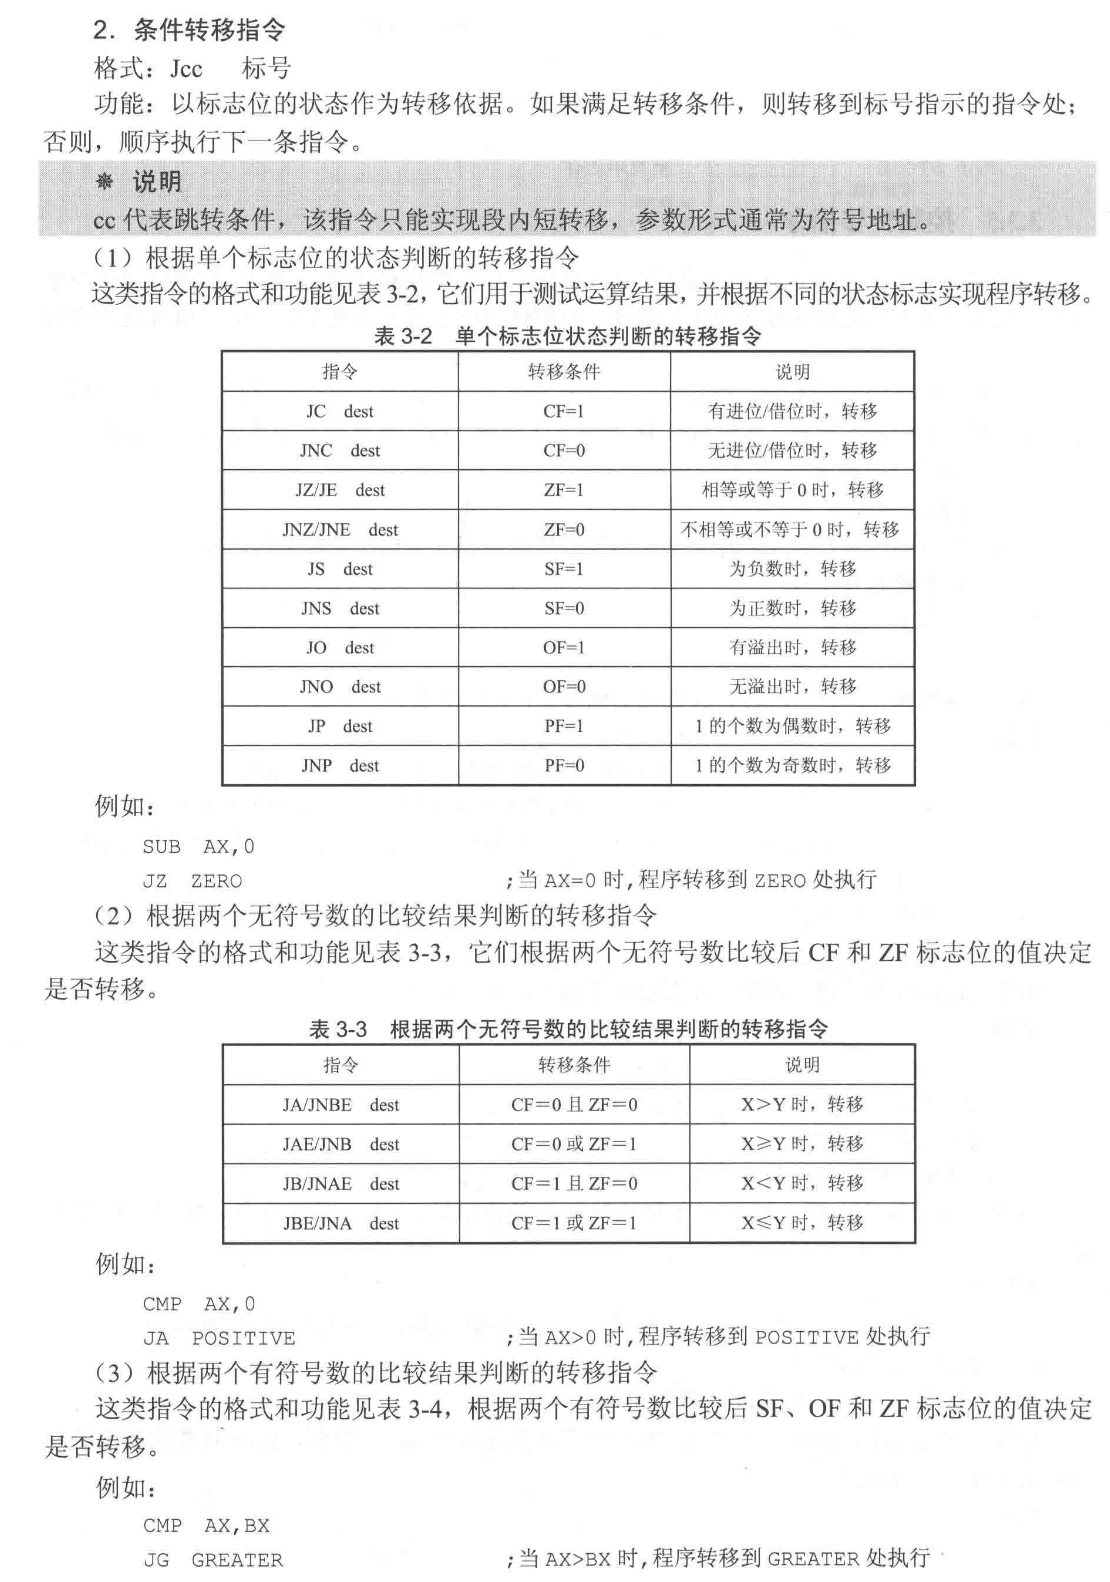 2．条件转移指令
格式：Jcc 标号
功能：以标志位的状态作为转移依据。如果满足转移条件，则转移到标号指示的指令处；
否则，顺序执行下一条指令。
※ 说明
cc 代表跳转条件，该指令只能实现段内短转移，参数形式通常为符号地址。
（1）根据单个标志位的状态判断的转移指令
这类指令的格式和功能见表 3-2，它们用于测试运算结果，并根据不同的状态标志实现程序转移。
表 3-2 单个标志位状态判断的转移指令
指令 转移条件 说明
JC dest CF=1 有进位/借位时，转移
JNC dest CF=0 无进位/借位时，转移
JZ/JE dest ZF=1 相等或等于 0 时，转移
JNZ/JNE dest ZF=0 不相等或不等于 0 时，转移
JS dest SF=1 为负数时，转移
JNS dest SF=0 为正数时，转移
JO dest OF=1 有溢出时，转移
JNO dest OF=0 无溢出时，转移
JP dest PF=1 1 的个数为偶数时，转移
JNP dest PF=0 1 的个数为奇数时，转移
例如：
SUB AX,0
JZ ZERO ;当 AX=0 时,程序转移到 ZERO 处执行
（2）根据两个无符号数的比较结果判断的转移指令
这类指令的格式和功能见表 3-3，它们根据两个无符号数比较后 CF 和 ZF 标志位的值决定
是否转移。
表 3-3 根据两个无符号数的比较结果判断的转移指令
指令 转移条件 说明
JA/JNBE dest CF＝0 且 ZF＝0 X＞Y 时，转移
JAE/JNB dest CF＝0 或 ZF＝1 X≥Y 时，转移
JB/JNAE dest CF＝1 且 ZF＝0 X＜Y 时，转移
JBE/JNA dest CF＝1 或 ZF＝1 X≤Y 时，转移
例如：
CMP AX,0
JA POSITIVE ;当 AX>0 时,程序转移到 POSITIVE 处执行
（3）根据两个有符号数的比较结果判断的转移指令
这类指令的格式和功能见表 3-4，根据两个有符号数比较后 SF、OF 和 ZF 标志位的值决定
是否转移。
例如：
CMP AX,BX
JG GREATER ;当 AX>BX 时,程序转移到 GREATER 处执行